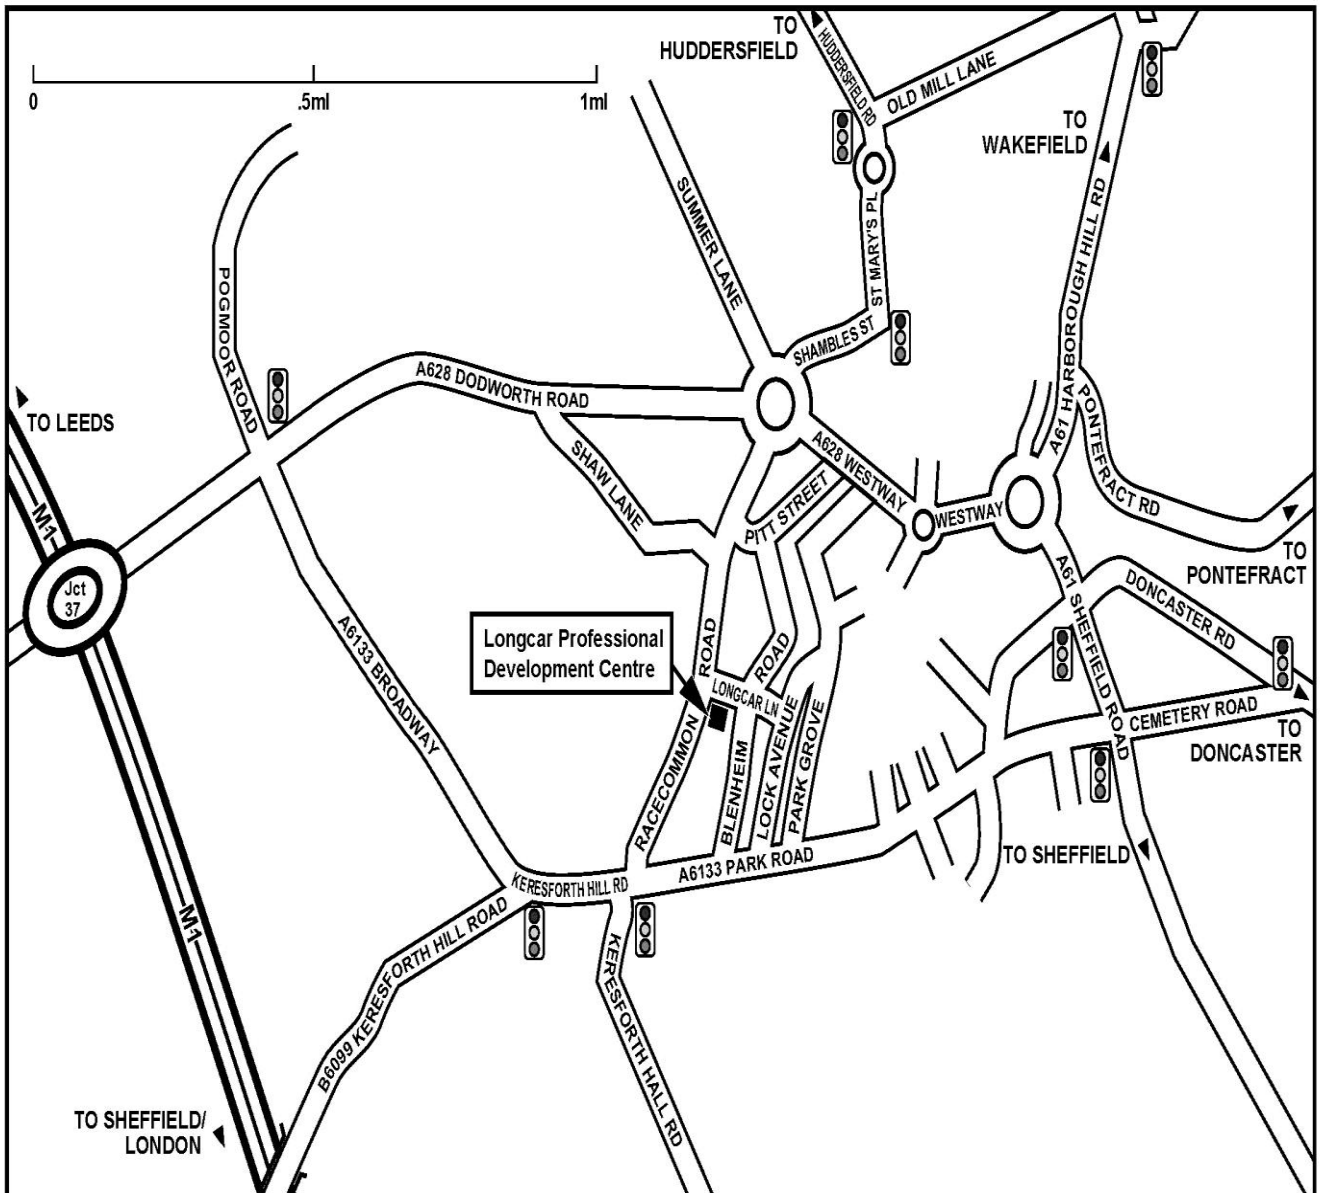 TO
HUDDERSFIELD
HUDDERSFIELD RD
OLD MILL LANE
0
.5ml
1ml
TO
WAKEFIELD
SUMMER LANE
ST MARY'S PL
A61 HARBOROUGH HILL RD
POGMOOR ROAD
SHAMBLES ST
A628 DODWORTH ROAD
TO LEEDS
PONTEFRACT RD
A628 WESTWAY
SHAW LANE
PITT STREET
WESTWAY
M1
TO
PONTEFRACT
Jct
37
A61 SHEFFIELD ROAD
DONCASTER RD
A6133 BROADWAY
Longcar Professional
Development Centre
RACECOMMON ROAD
LONGCAR LN
BLENHEIM ROAD
LOCK AVENUE
PARK GROVE
CEMETERY ROAD
TO
DONCASTER
TO SHEFFIELD
A6133 PARK ROAD
KERESFORTH HILL RD
M1
B6099 KERESFORTH HILL ROAD
KERESFORTH HALL RD
TO SHEFFIELD/
LONDON